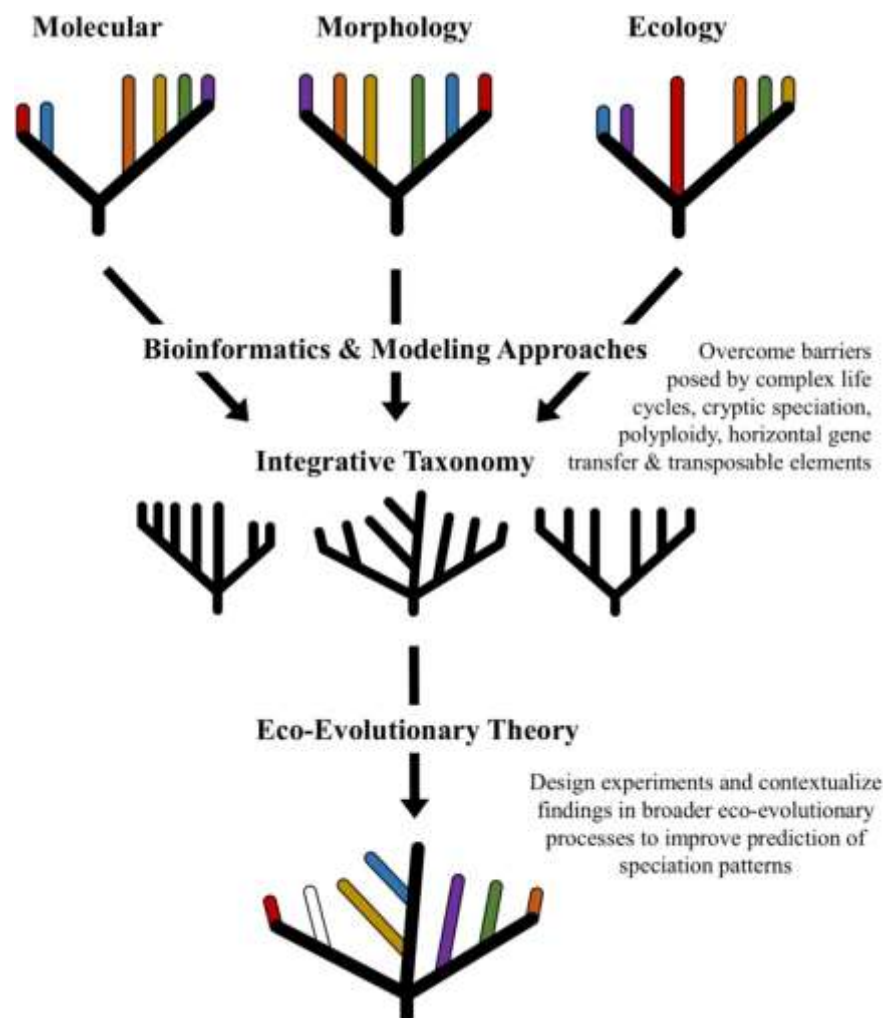 Molecular
Morphology
Ecology
Bioinformatics & Modeling Approaches
Overcome barriers
posed by complex life
cycles, cryptic speciation,
polyploidy, horizontal gene
transfer & transposable elements
Integrative Taxonomy
Eco-Evolutionary Theory
Design experiments and contextualize
findings in broader eco-evolutionary
processes to improve prediction of
speciation patterns